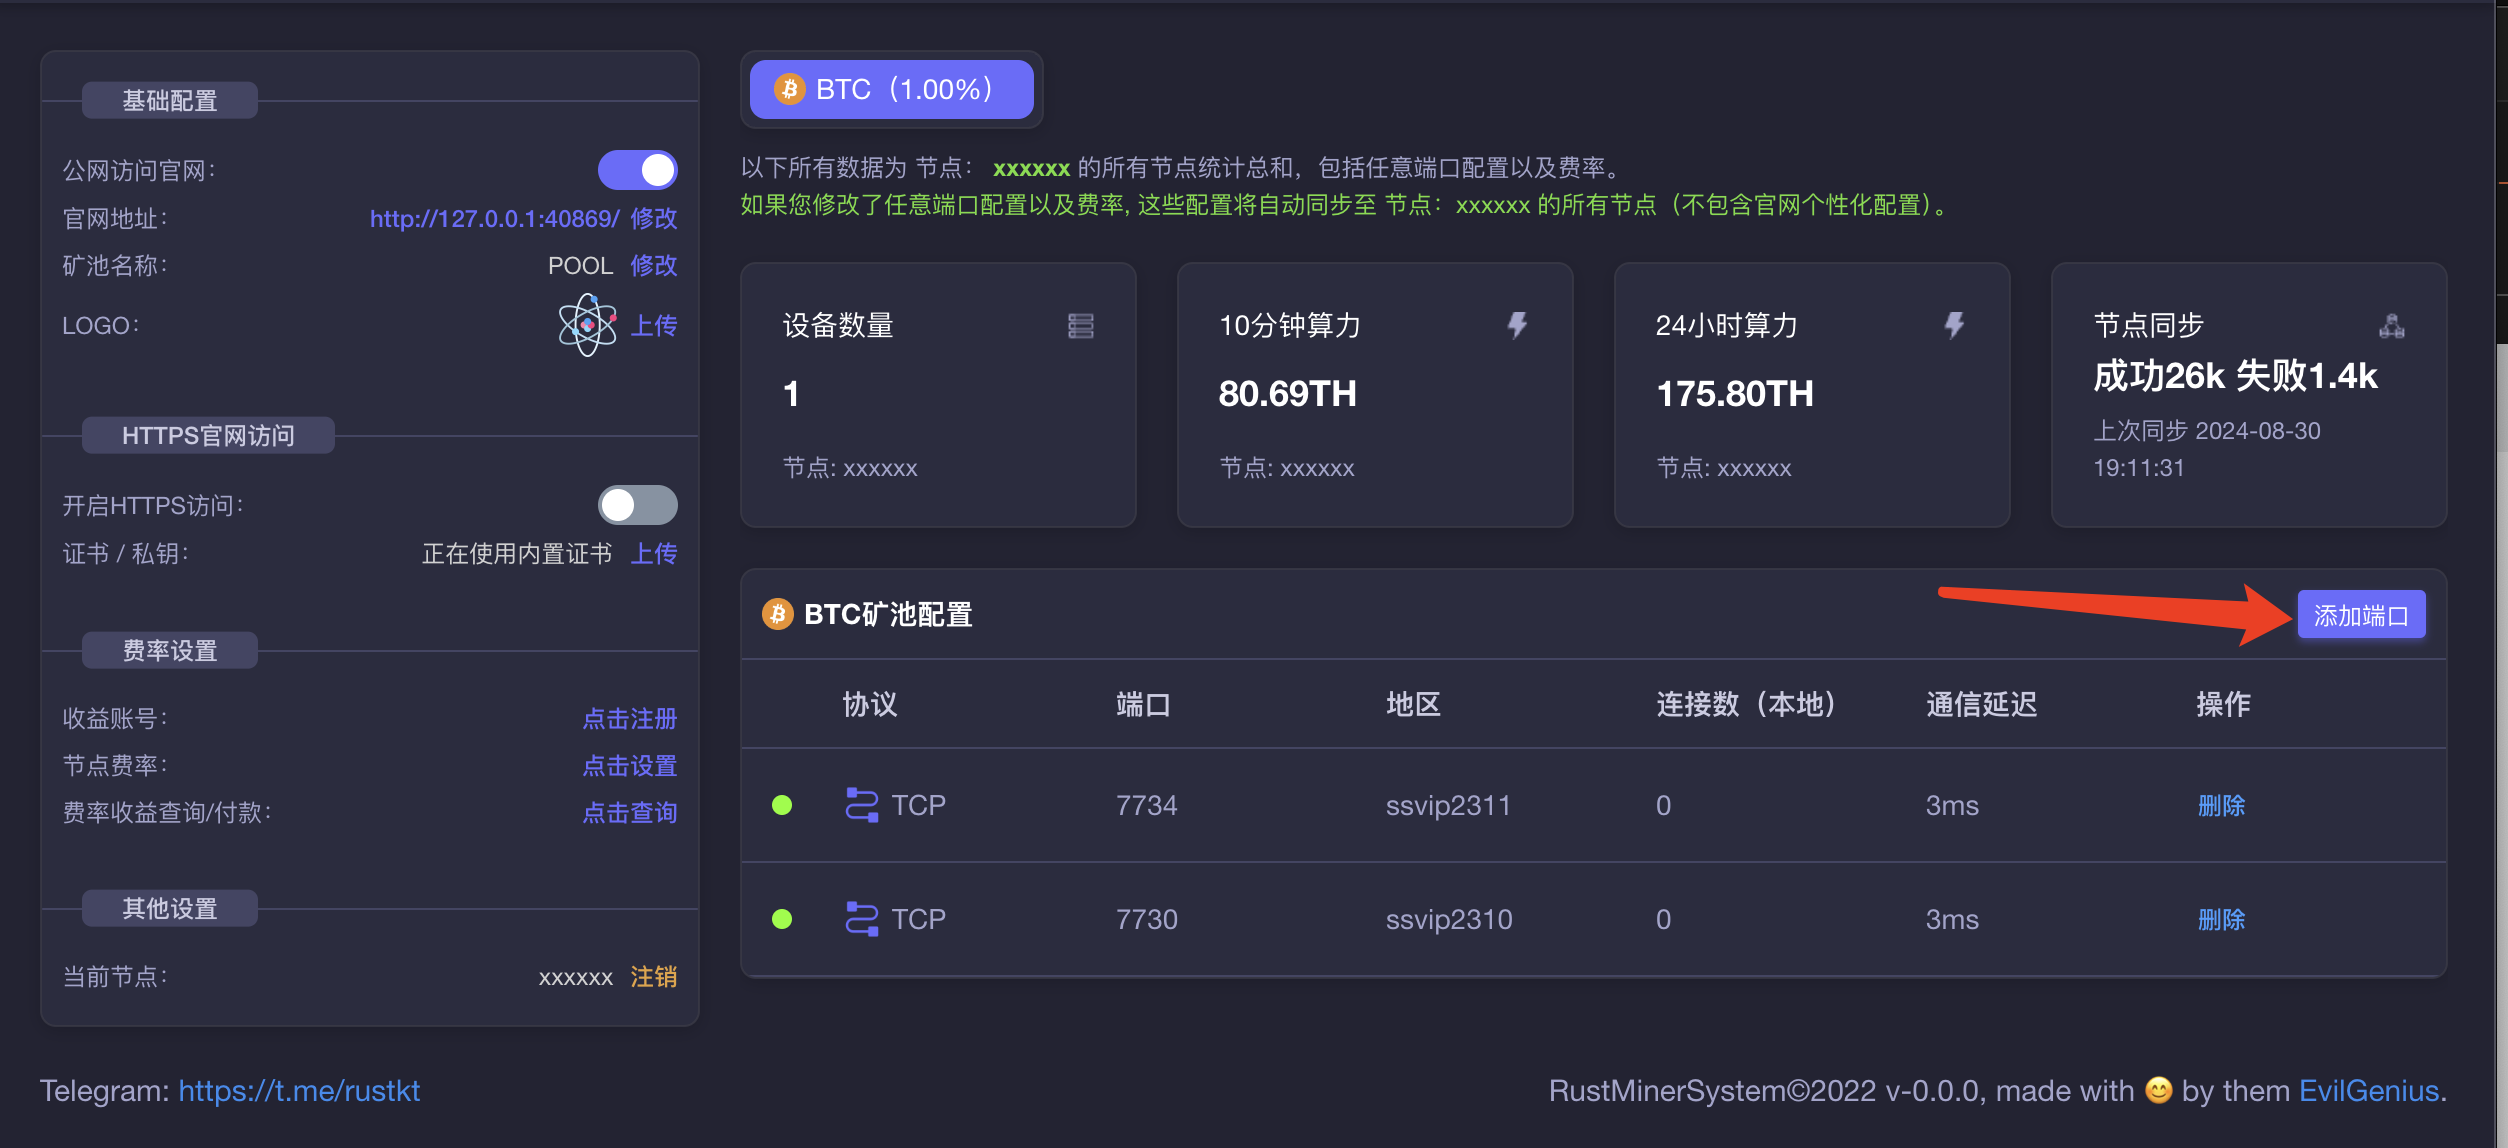 基础配置
公网访问官网：
官网地址： http://127.0.0.1:40869/ 修改
矿池名称： POOL 修改
LOGO： 上传
HTTPS官网访问
开启HTTPS访问：
证书 / 私钥： 正在使用内置证书 上传
费率设置
收益账号： 点击注册
节点费率： 点击设置
费率收益查询/付款： 点击查询
其他设置
当前节点： xxxxxx 注销
BTC（1.00%）
以下所有数据为 节点： xxxxxx 的所有节点统计总和，包括任意端口配置以及费率。
如果您修改了任意端口配置以及费率, 这些配置将自动同步至 节点：xxxxxx 的所有节点（不包含官网个性化配置）。
设备数量
1
节点: xxxxxx
10分钟算力
80.69TH
节点: xxxxxx
24小时算力
175.80TH
节点: xxxxxx
节点同步
成功26k 失败1.4k
上次同步 2024-08-30
19:11:31
BTC矿池配置 添加端口
协议 端口 地区 连接数（本地） 通信延迟 操作
TCP 7734 ssvip2311 0 3ms 删除
TCP 7730 ssvip2310 0 3ms 删除
Telegram: https://t.me/rustkt
RustMinerSystem©2022 v-0.0.0, made with 😊 by them EvilGenius.